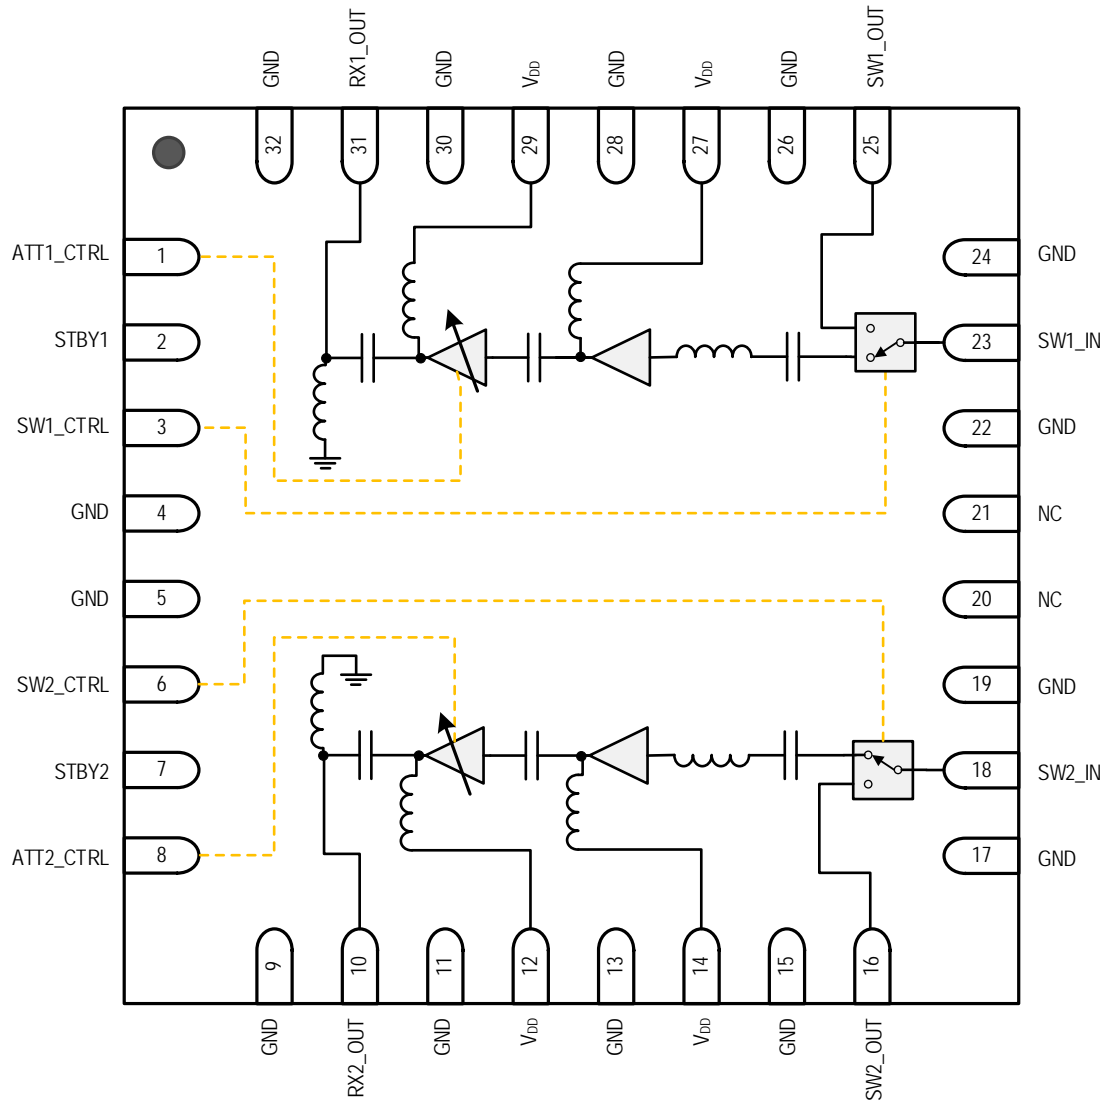 GND
RX1_OUT
GND
VDD
GND
VDD
GND
SW1_OUT
32
31
30
29
28
27
26
25
ATT1_CTRL 1
24 GND
STBY1 2
23 SW1_IN
SW1_CTRL 3
22 GND
GND 4
21 NC
GND 5
20 NC
SW2_CTRL 6
19 GND
STBY2 7
18 SW2_IN
ATT2_CTRL 8
17 GND
9
10
11
12
13
14
15
16
GND
RX2_OUT
GND
VDD
GND
VDD
GND
SW2_OUT